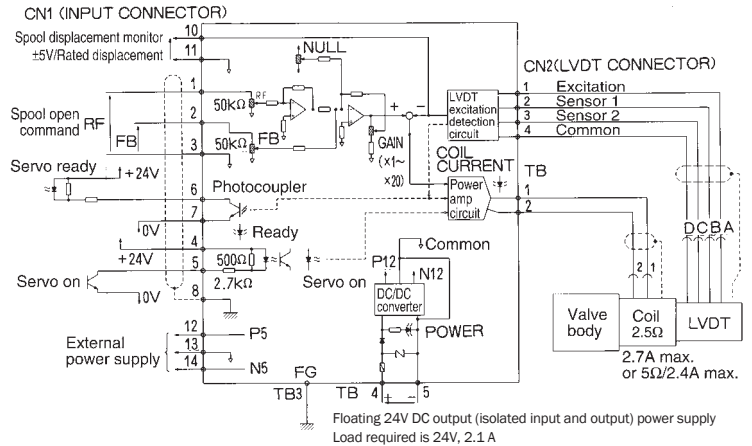 CN1 (INPUT CONNECTOR)
10
Spool displacement monitor
±5V/Rated displacement
11
NULL
CN2(LVDT CONNECTOR)
1
RF
50kΩ
Spool open
command RF
2
FB
50kΩ
FB
3
+
−
GAIN
(×1~
×20)
LVDT
excitation
detection
circuit
1 Excitation
2 Sensor 1
3 Sensor 2
4 Common
Servo ready
+24V
6
Photocoupler
7
0V
Ready
COIL
CURRENT
Power
amp
circuit
TB
1
2
D C B A
4
+24V
5
500Ω
2.7kΩ
Servo on
Servo on
0V
8
Common
P12
N12
DC/DC
converter
POWER
2 1
Valve
body
Coil
2.5Ω
LVDT
2.7A max.
or 5Ω/2.4A max.
12
P5
External
power supply
13
14
N5
FG
TB3
TB 4
5
+ −
Floating 24V DC output (isolated input and output) power supply
Load required is 24V, 2.1 A